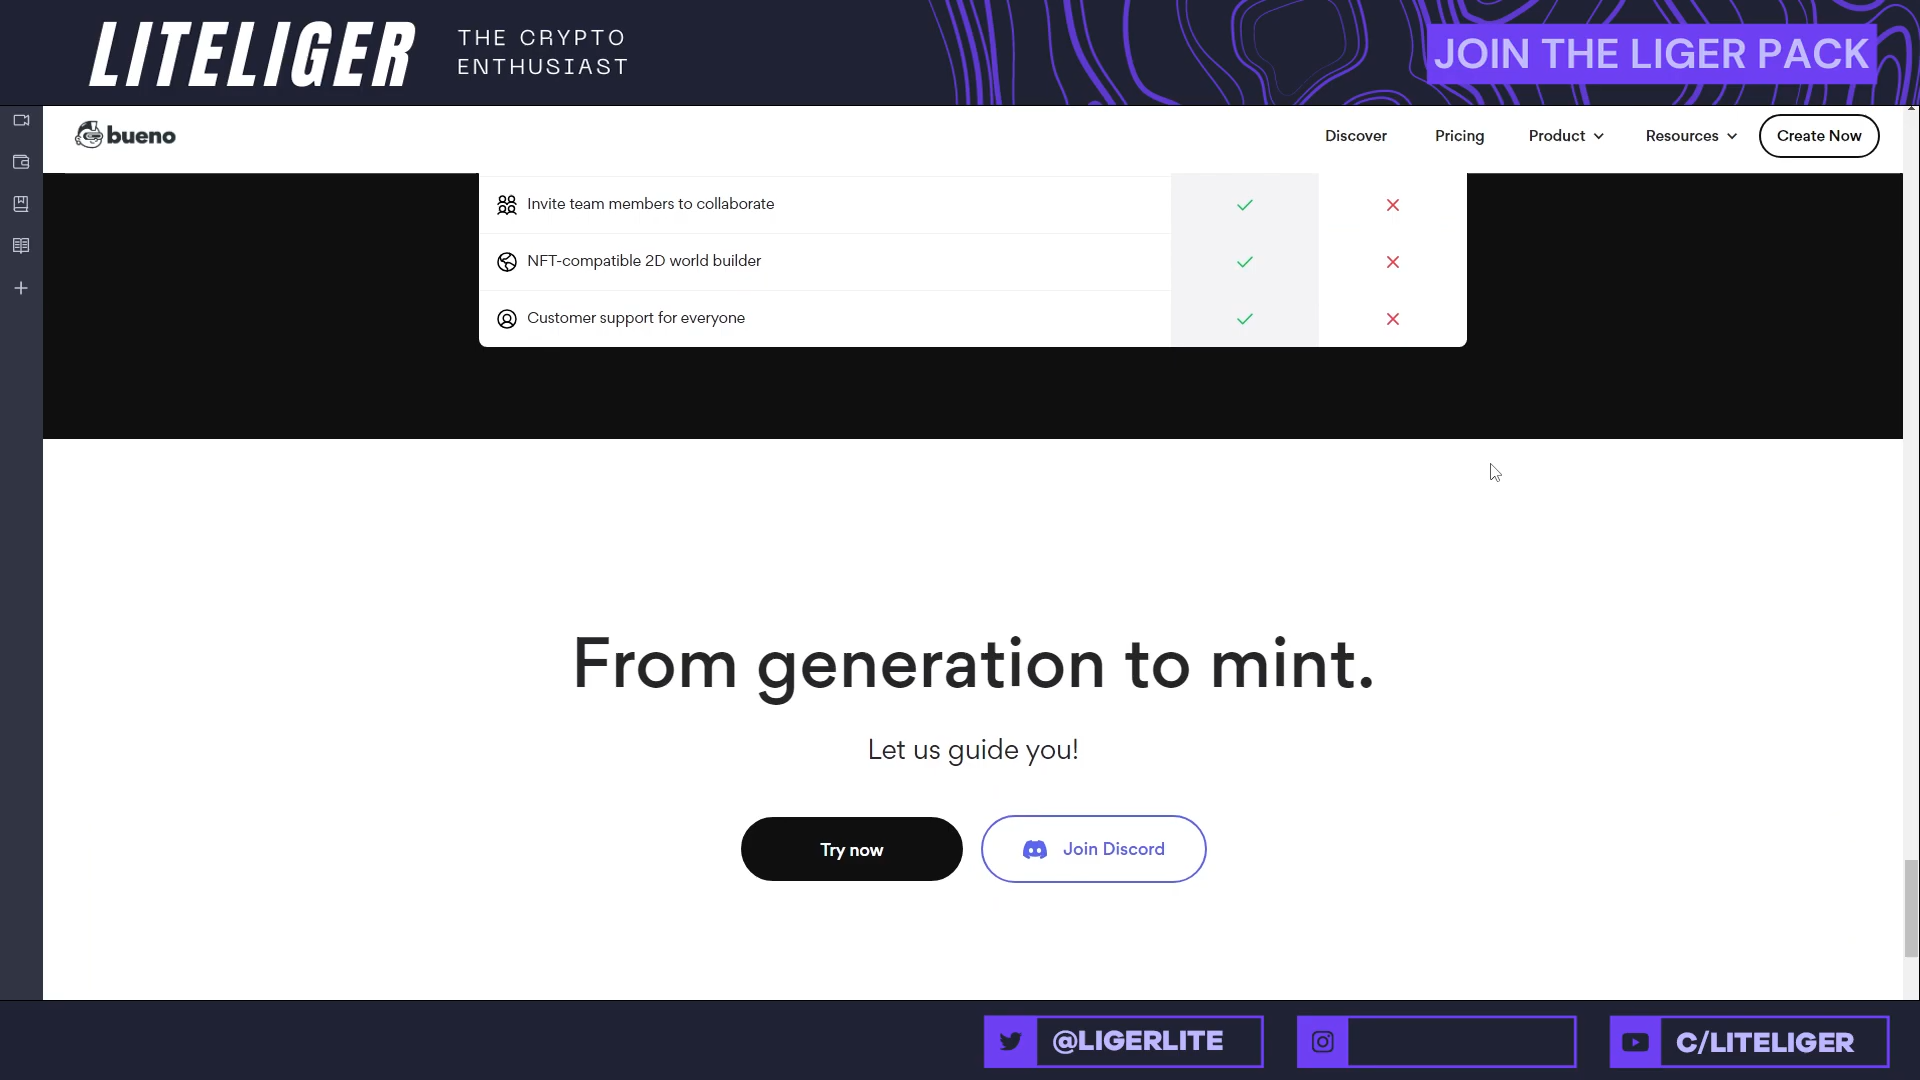 LITELIGER
THE CRYPTO
ENTHUSIAST
JOIN THE LIGER PACK
bueno
Discover
Pricing
Product
Resources
Create Now
Invite team members to collaborate
NFT-compatible 2D world builder
Customer support for everyone
From generation to mint.
Let us guide you!
Try now
Join Discord
@LIGERLITE
C/LITELIGER